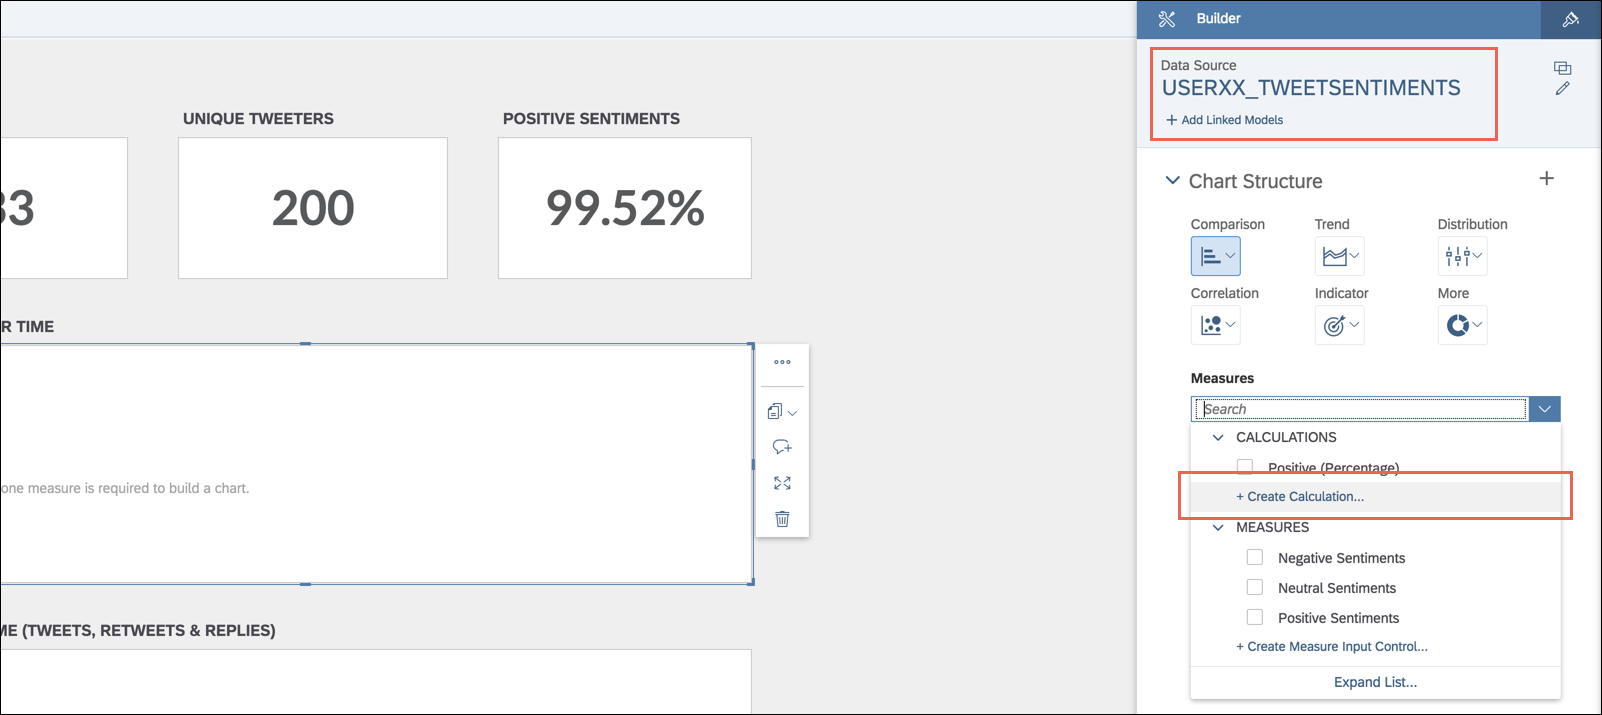 Builder
Data Source
USERXX_TWEETSENTIMENTS
+ Add Linked Models
UNIQUE TWEETERS
POSITIVE SENTIMENTS
33
200
99.52%
Chart Structure
Comparison
Trend
Distribution
Correlation
Indicator
More
R TIME
one measure is required to build a chart.
Measures
Search
CALCULATIONS
Positive (Percentage)
+ Create Calculation...
MEASURES
Negative Sentiments
Neutral Sentiments
Positive Sentiments
+ Create Measure Input Control...
Expand List...
ME (TWEETS, RETWEETS & REPLIES)